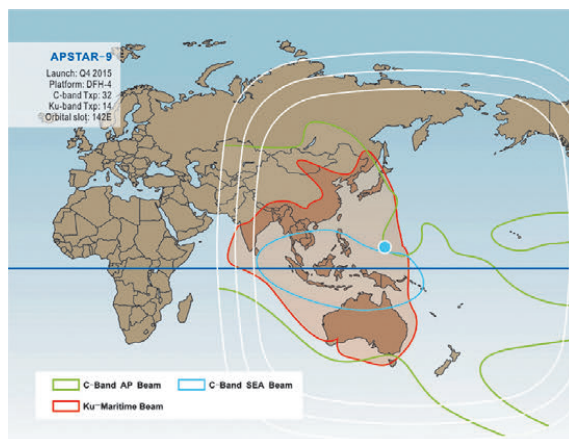 APSTAR-9
Launch: Q4 2015
Platform: DFH-4
C-band Txp: 32
Ku-band Txp: 14
Orbital slot: 142E
C-Band AP Beam
C-Band SEA Beam
Ku-Maritime Beam